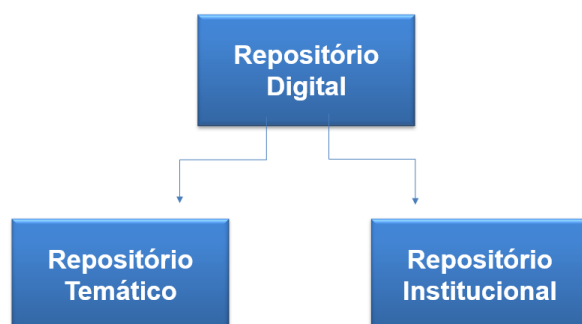 Repositório
Digital
Repositório
Temático
Repositório
Institucional